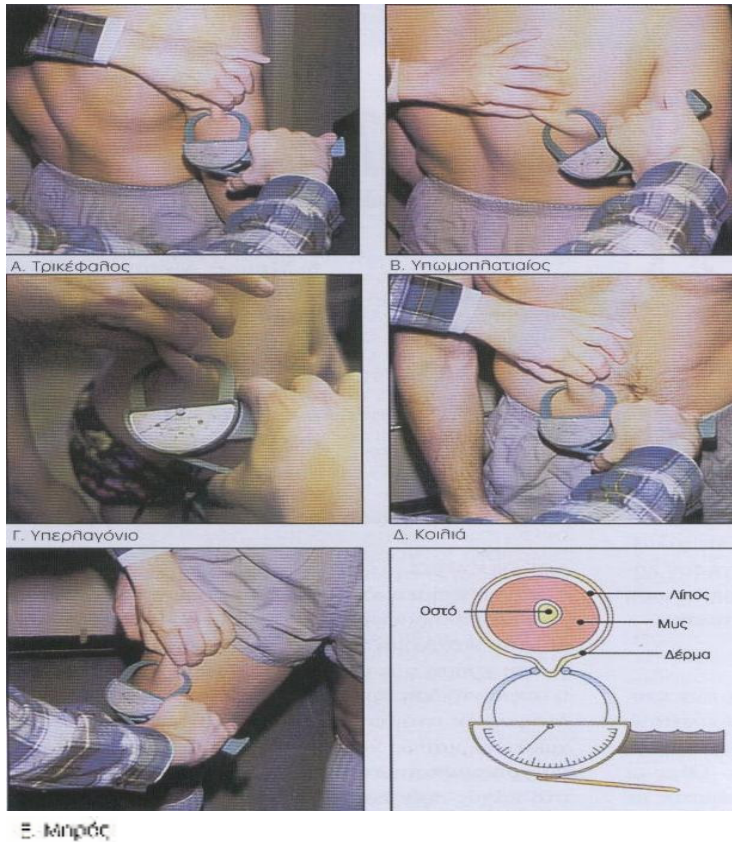 Α. Τρικέφαλος
Β. Υπωμοπλατιαίος
Γ. Υπερλαγόνιο
Δ. Κοιλιά
Οστό
Λίπος
Μυς
Δέρμα
Ε. Μηρός